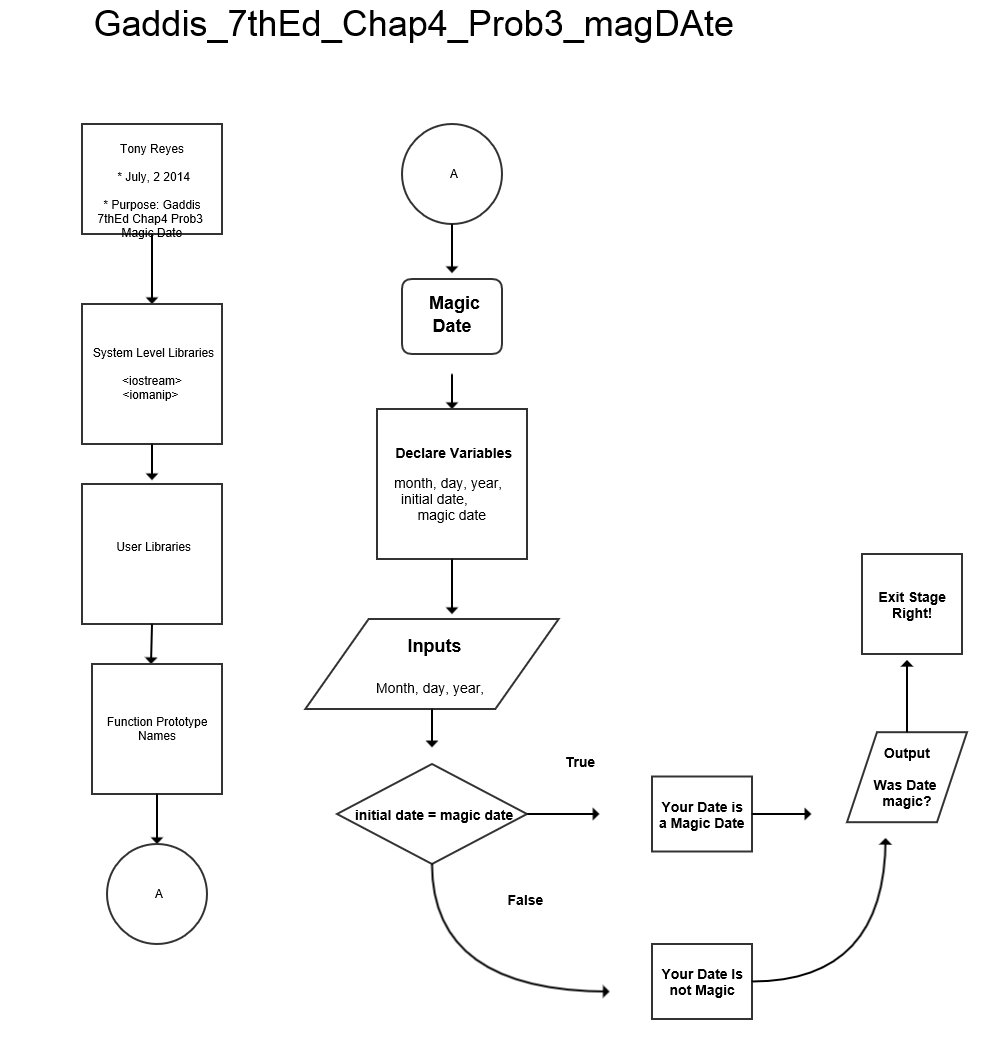 Gaddis_7thEd_Chap4_Prob3_magDAte
Tony Reyes
* July, 2 2014
* Purpose: Gaddis
7thEd Chap4 Prob3
Magic Date
System Level Libraries
<iostream>
<iomanip>
User Libraries
Function Prototype
Names
A
A
Magic
Date
Declare Variables
month, day, year,
initial date,
magic date
Inputs
Month, day, year,
initial date = magic date
True
False
Your Date is
a Magic Date
Your Date Is
not Magic
Output
Was Date
magic?
Exit Stage
Right!